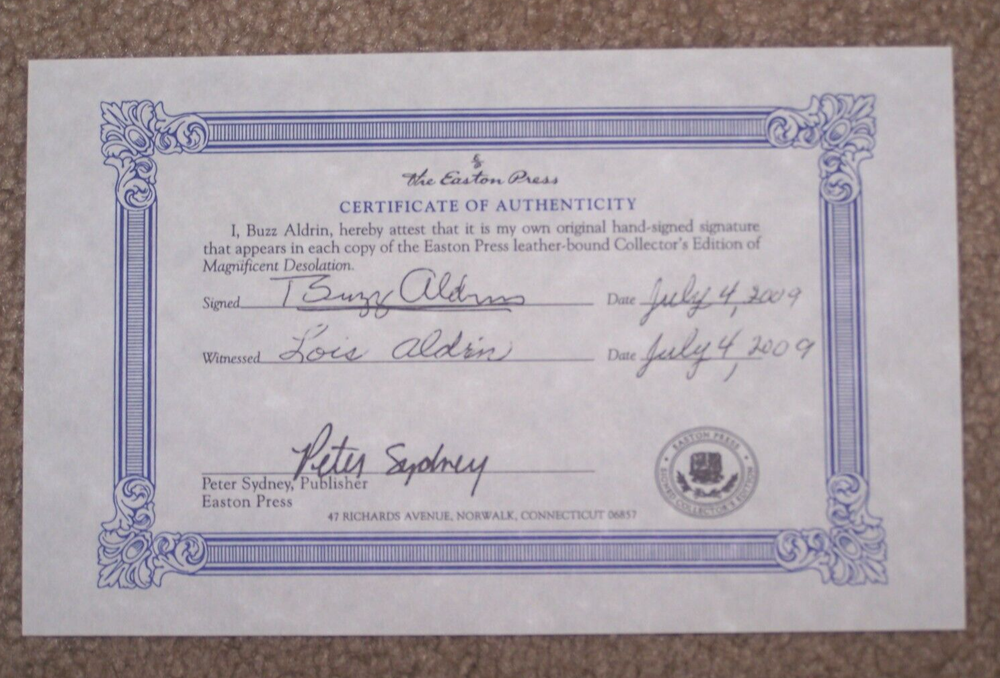 the Easton Press
CERTIFICATE OF AUTHENTICITY
I, Buzz Aldrin, hereby attest that it is my own original hand-signed signature
that appears in each copy of the Easton Press leather-bound Collector's Edition of
Magnificent Desolation.
Signed Buzz Aldrin Date July 4, 2009
Witnessed Lois Aldrin Date July 4, 2009
Peter Sydney
Peter Sydney, Publisher
Easton Press
EASTON PRESS
SIGNED COLLECTOR'S EDITION
47 RICHARDS AVENUE, NORWALK, CONNECTICUT 06857